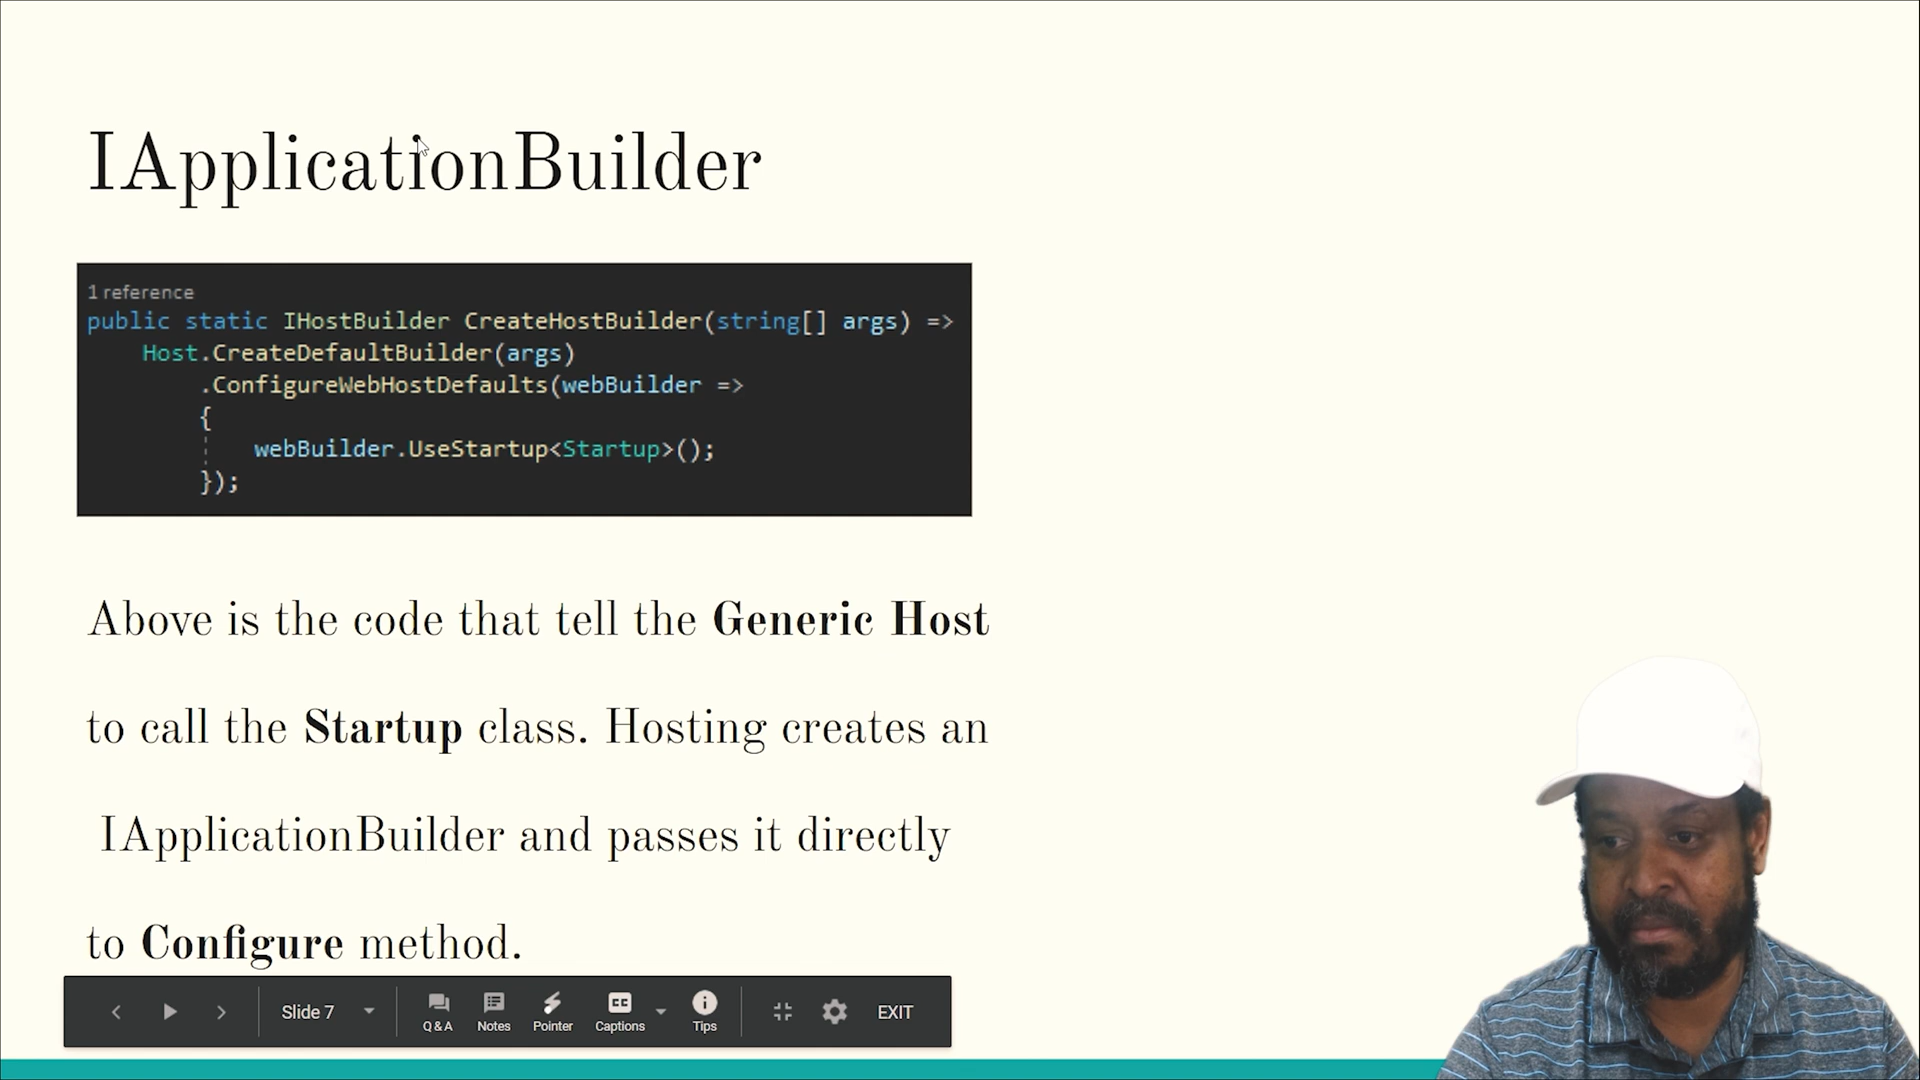 IApplicationBuilder
1 reference
public static IHostBuilder CreateHostBuilder(string[] args) =>
Host.CreateDefaultBuilder(args)
.ConfigureWebHostDefaults(webBuilder =>
{
webBuilder.UseStartup<Startup>();
});
Above is the code that tell the Generic Host
to call the Startup class. Hosting creates an
IApplicationBuilder and passes it directly
to Configure method.
Slide 7 Q & A Notes Pointer Captions Tips EXIT